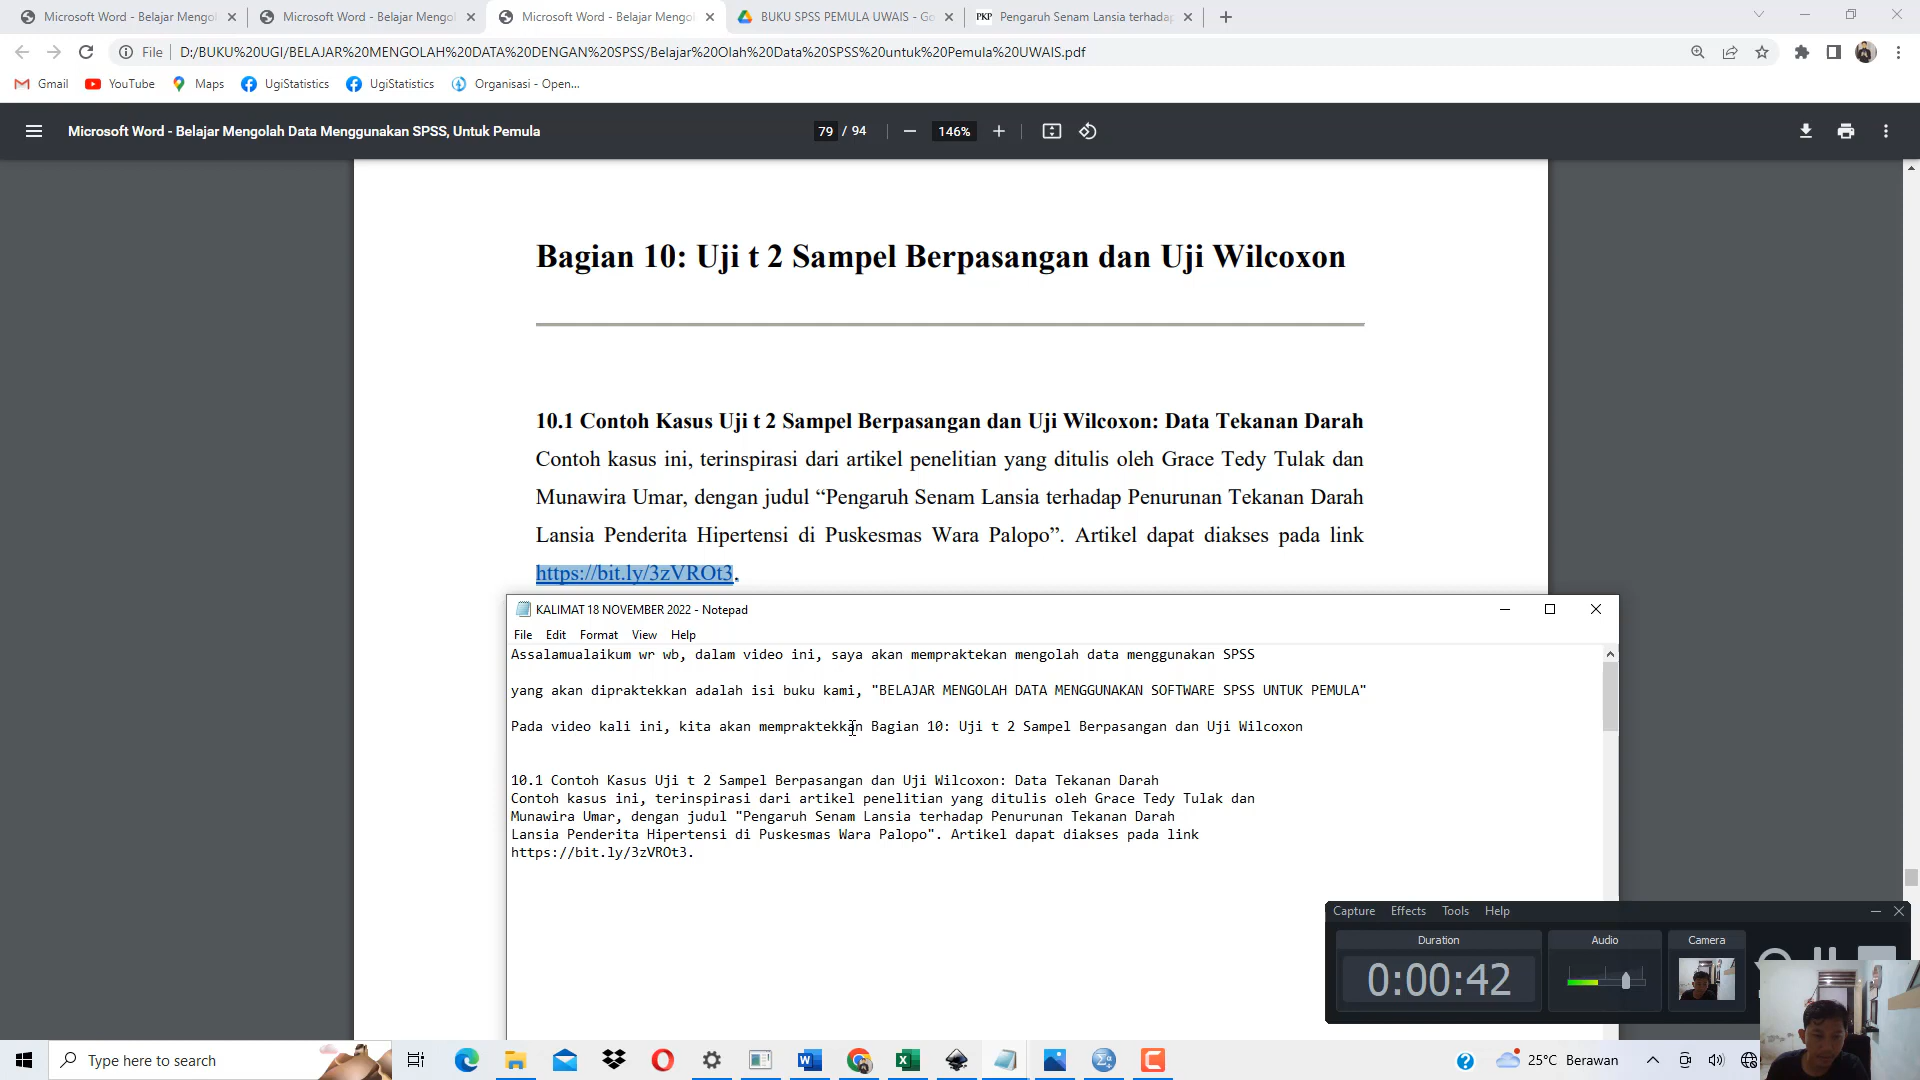 Microsoft Word - Belajar Mengol
Microsoft Word - Belajar Mengol
Microsoft Word - Belajar Mengol
BUKU SPSS PEMULA UWAIS - Go
PKP Pengaruh Senam Lansia terhadap
File D:/BUKU%20UGI/BELAJAR%20MENGOLAH%20DATA%20DENGAN%20SPSS/Belajar%20Olah%20Data%20SPSS%20untuk%20Pemula%20UWAIS.pdf
Gmail YouTube Maps UgiStatistics UgiStatistics Organisasi - Open...
Microsoft Word - Belajar Mengolah Data Menggunakan SPSS, Untuk Pemula 79 / 94 146%
Bagian 10: Uji t 2 Sampel Berpasangan dan Uji Wilcoxon
10.1 Contoh Kasus Uji t 2 Sampel Berpasangan dan Uji Wilcoxon: Data Tekanan Darah
Contoh kasus ini, terinspirasi dari artikel penelitian yang ditulis oleh Grace Tedy Tulak dan
Munawira Umar, dengan judul “Pengaruh Senam Lansia terhadap Penurunan Tekanan Darah
Lansia Penderita Hipertensi di Puskesmas Wara Palopo”. Artikel dapat diakses pada link
https://bit.ly/3zVROt3.
KALIMAT 18 NOVEMBER 2022 - Notepad
File Edit Format View Help
Assalamualaikum wr wb, dalam video ini, saya akan mempraktekan mengolah data menggunakan SPSS
yang akan dipraktekkan adalah isi buku kami, "BELAJAR MENGOLAH DATA MENGGUNAKAN SOFTWARE SPSS UNTUK PEMULA"
Pada video kali ini, kita akan mempraktekkan Bagian 10: Uji t 2 Sampel Berpasangan dan Uji Wilcoxon
10.1 Contoh Kasus Uji t 2 Sampel Berpasangan dan Uji Wilcoxon: Data Tekanan Darah
Contoh kasus ini, terinspirasi dari artikel penelitian yang ditulis oleh Grace Tedy Tulak dan
Munawira Umar, dengan judul "Pengaruh Senam Lansia terhadap Penurunan Tekanan Darah
Lansia Penderita Hipertensi di Puskesmas Wara Palopo". Artikel dapat diakses pada link
https://bit.ly/3zVROt3.
Capture Effects Tools Help
Duration Audio Camera
0:00:42
Type here to search
25°C Berawan